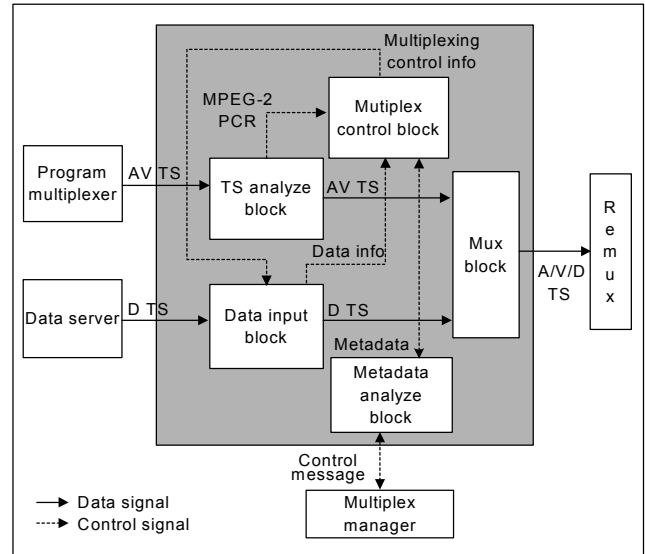 Multiplexing
control info
MPEG-2
PCR
Mutiplex
control block
Program
multiplexer
AV TS
TS analyze
block
AV TS
Mux
block
R
e
m
u
x
A/V/D
TS
Data info
Data server
D TS
Data input
block
D TS
Metadata
Metadata
analyze
block
Control
message
Multiplex
manager
Data signal
Control signal